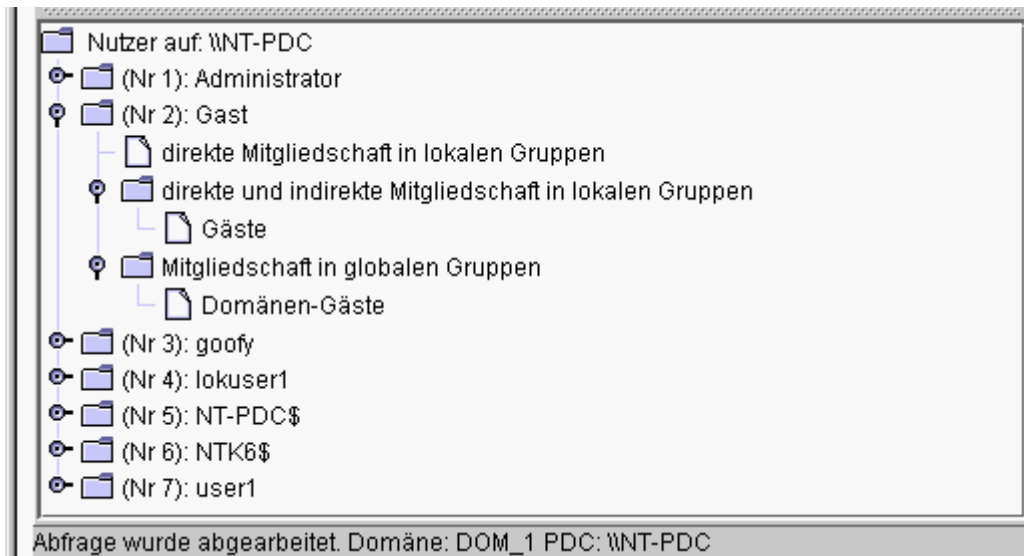 Nutzer auf: \\NT-PDC
(Nr 1): Administrator
(Nr 2): Gast
direkte Mitgliedschaft in lokalen Gruppen
direkte und indirekte Mitgliedschaft in lokalen Gruppen
Gäste
Mitgliedschaft in globalen Gruppen
Domänen-Gäste
(Nr 3): goofy
(Nr 4): lokuser1
(Nr 5): NT-PDC$
(Nr 6): NTK6$
(Nr 7): user1
Abfrage wurde abgearbeitet. Domäne: DOM_1 PDC: \\NT-PDC